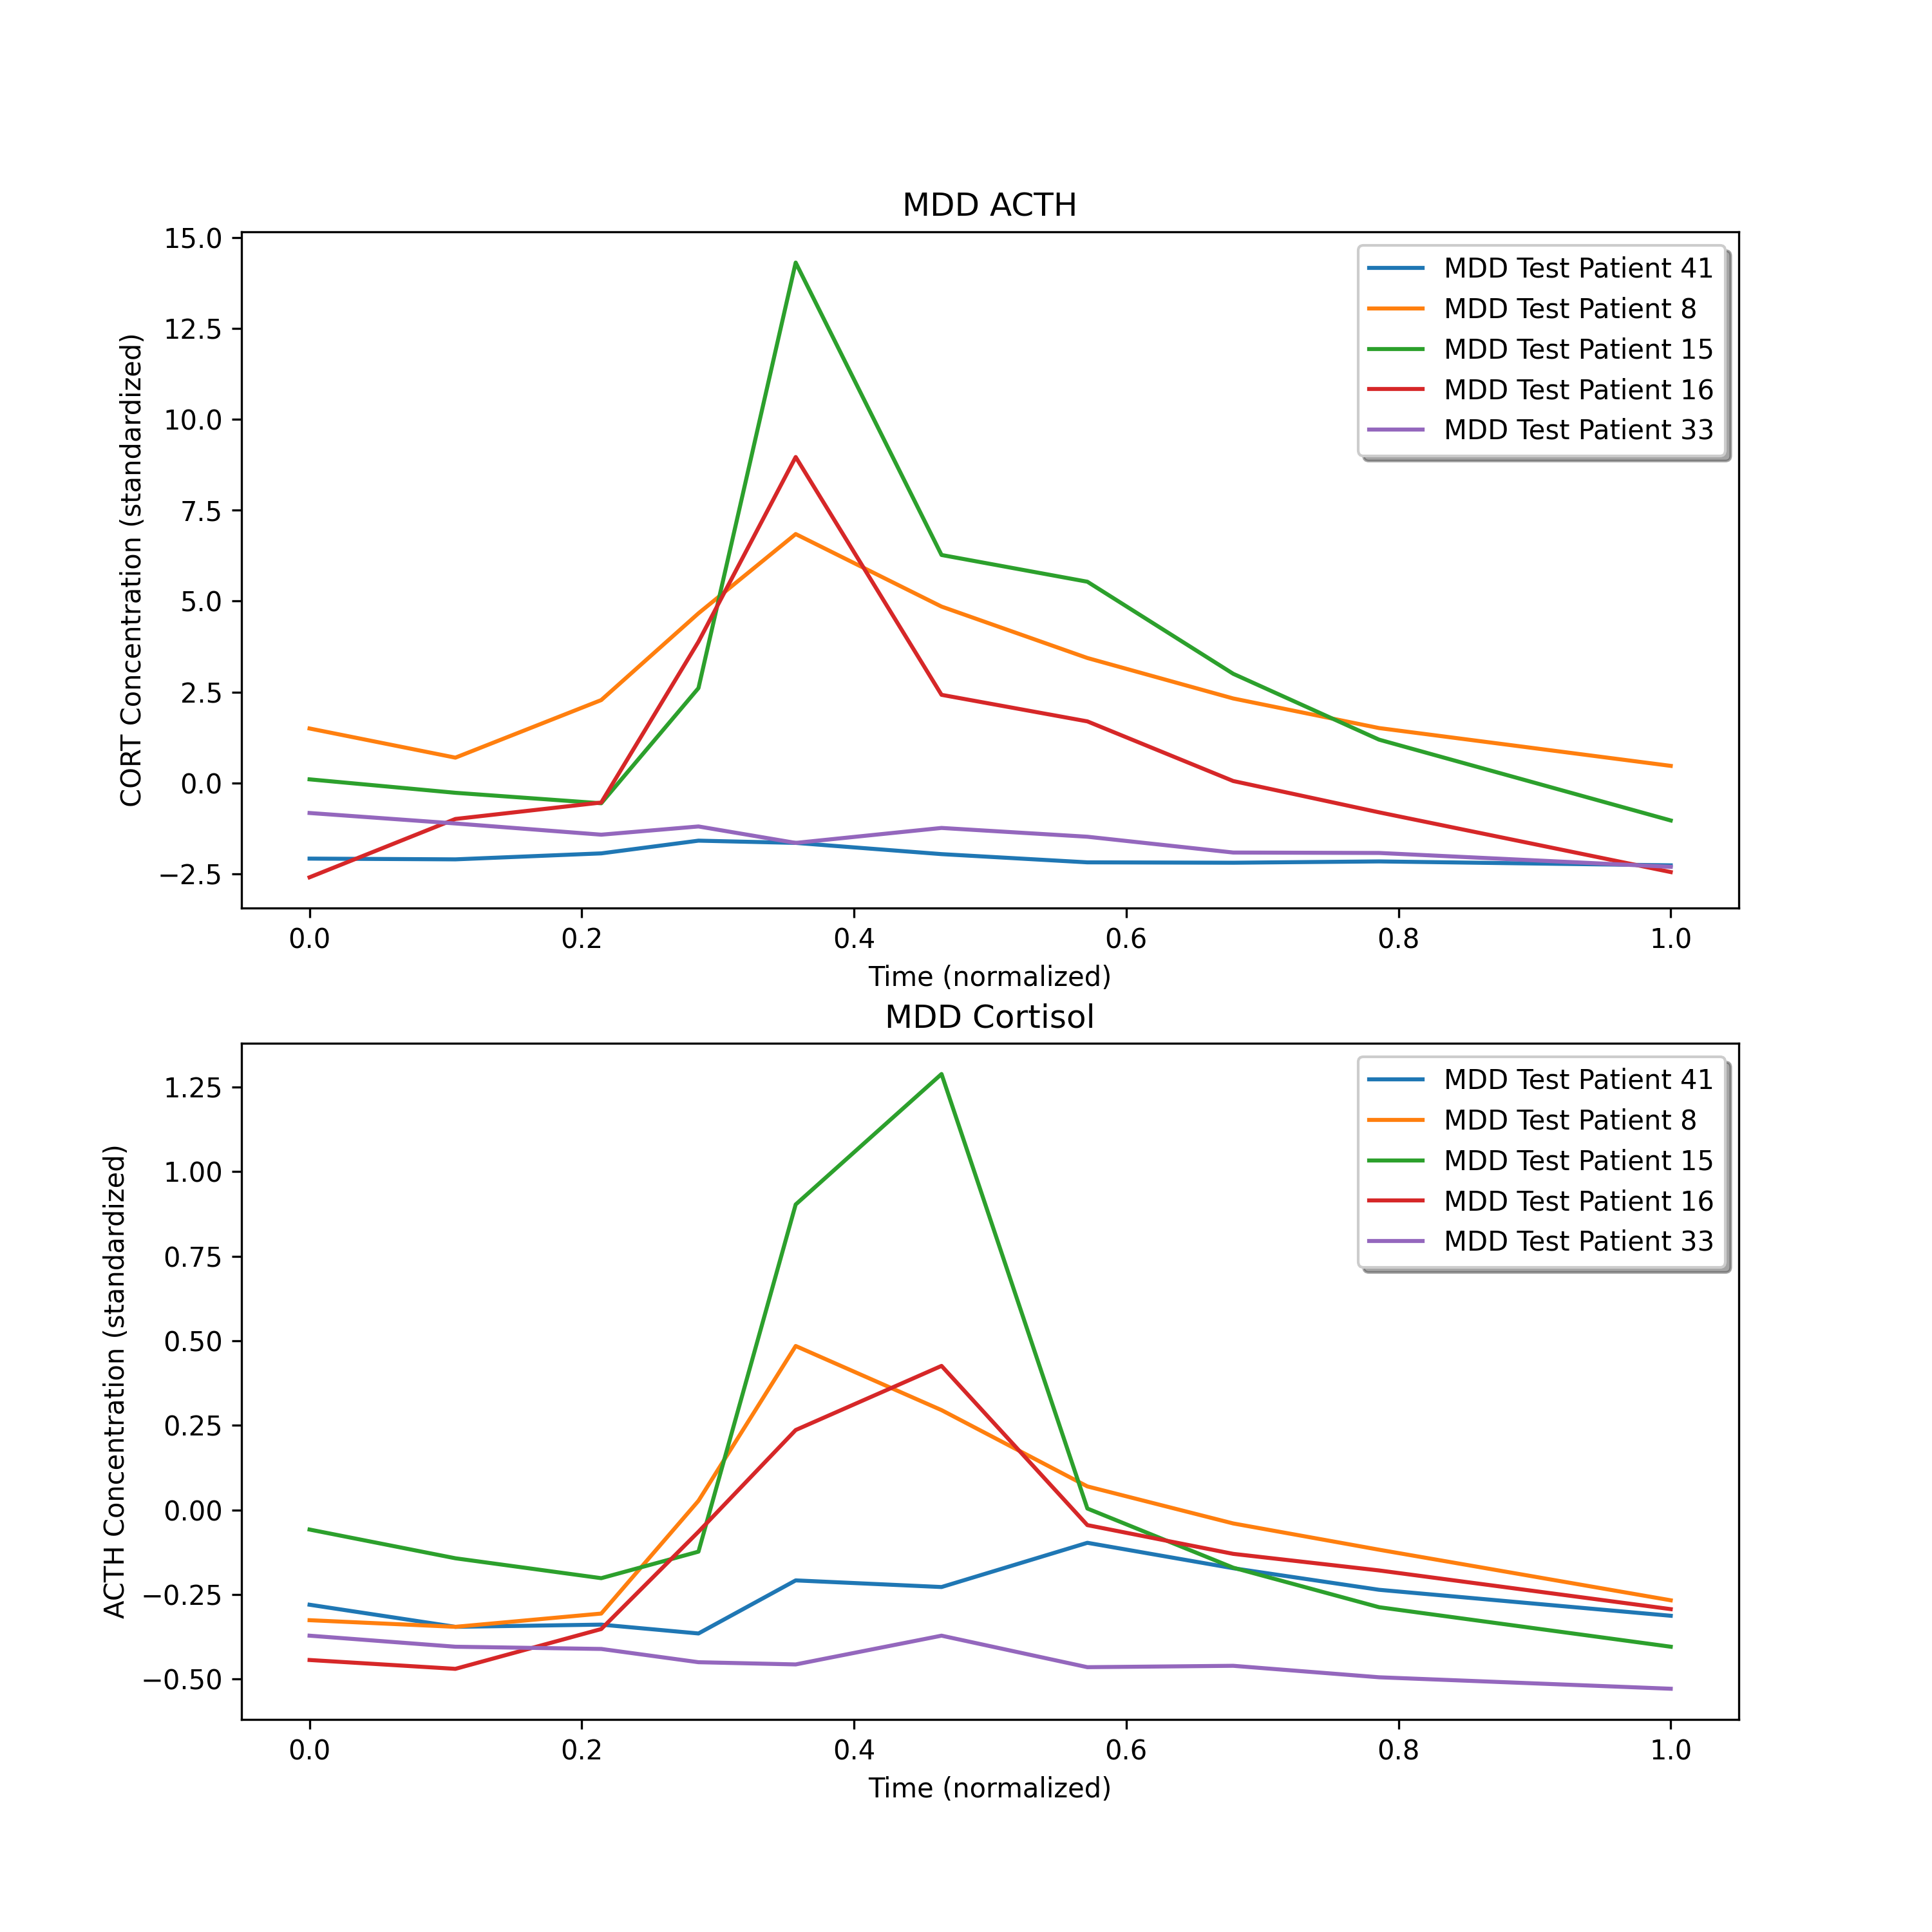 MDD ACTH
CORT Concentration (standardized)
15.0
12.5
10.0
7.5
5.0
2.5
0.0
−2.5
MDD Test Patient 41
MDD Test Patient 8
MDD Test Patient 15
MDD Test Patient 16
MDD Test Patient 33
0.0 0.2 0.4 0.6 0.8 1.0
Time (normalized)
MDD Cortisol
ACTH Concentration (standardized)
1.25
1.00
0.75
0.50
0.25
0.00
−0.25
−0.50
MDD Test Patient 41
MDD Test Patient 8
MDD Test Patient 15
MDD Test Patient 16
MDD Test Patient 33
0.0 0.2 0.4 0.6 0.8 1.0
Time (normalized)